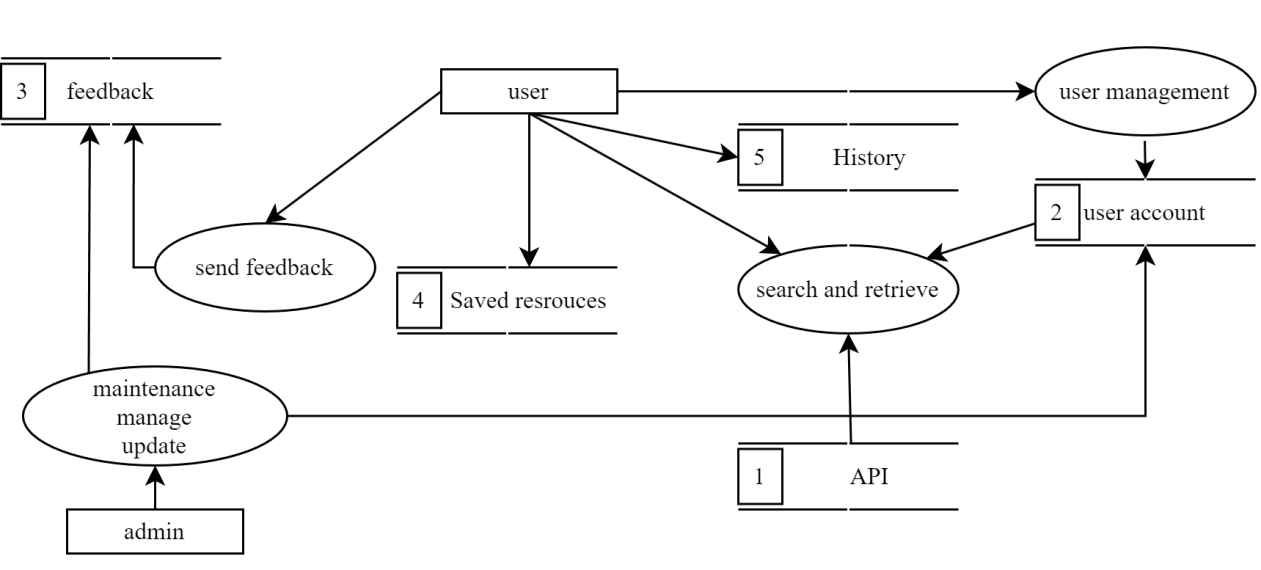 3 feedback
user
user management
5 History
2 user account
send feedback
4 Saved resrouces
search and retrieve
maintenance
manage
update
1 API
admin